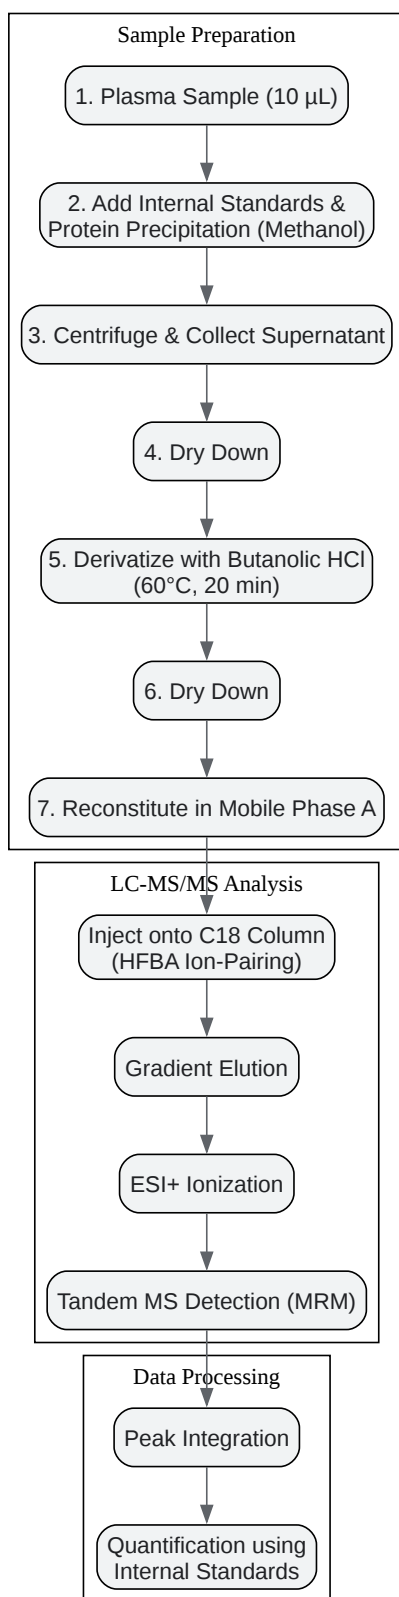 Sample Preparation
1. Plasma Sample (10 µL)
2. Add Internal Standards &
Protein Precipitation (Methanol)
3. Centrifuge & Collect Supernatant
4. Dry Down
5. Derivatize with Butanolic HCl
(60°C, 20 min)
6. Dry Down
7. Reconstitute in Mobile Phase A
LC-MS/MS Analysis
Inject onto C18 Column
(HFBA Ion-Pairing)
Gradient Elution
ESI+ Ionization
Tandem MS Detection (MRM)
Data Processing
Peak Integration
Quantification using
Internal Standards